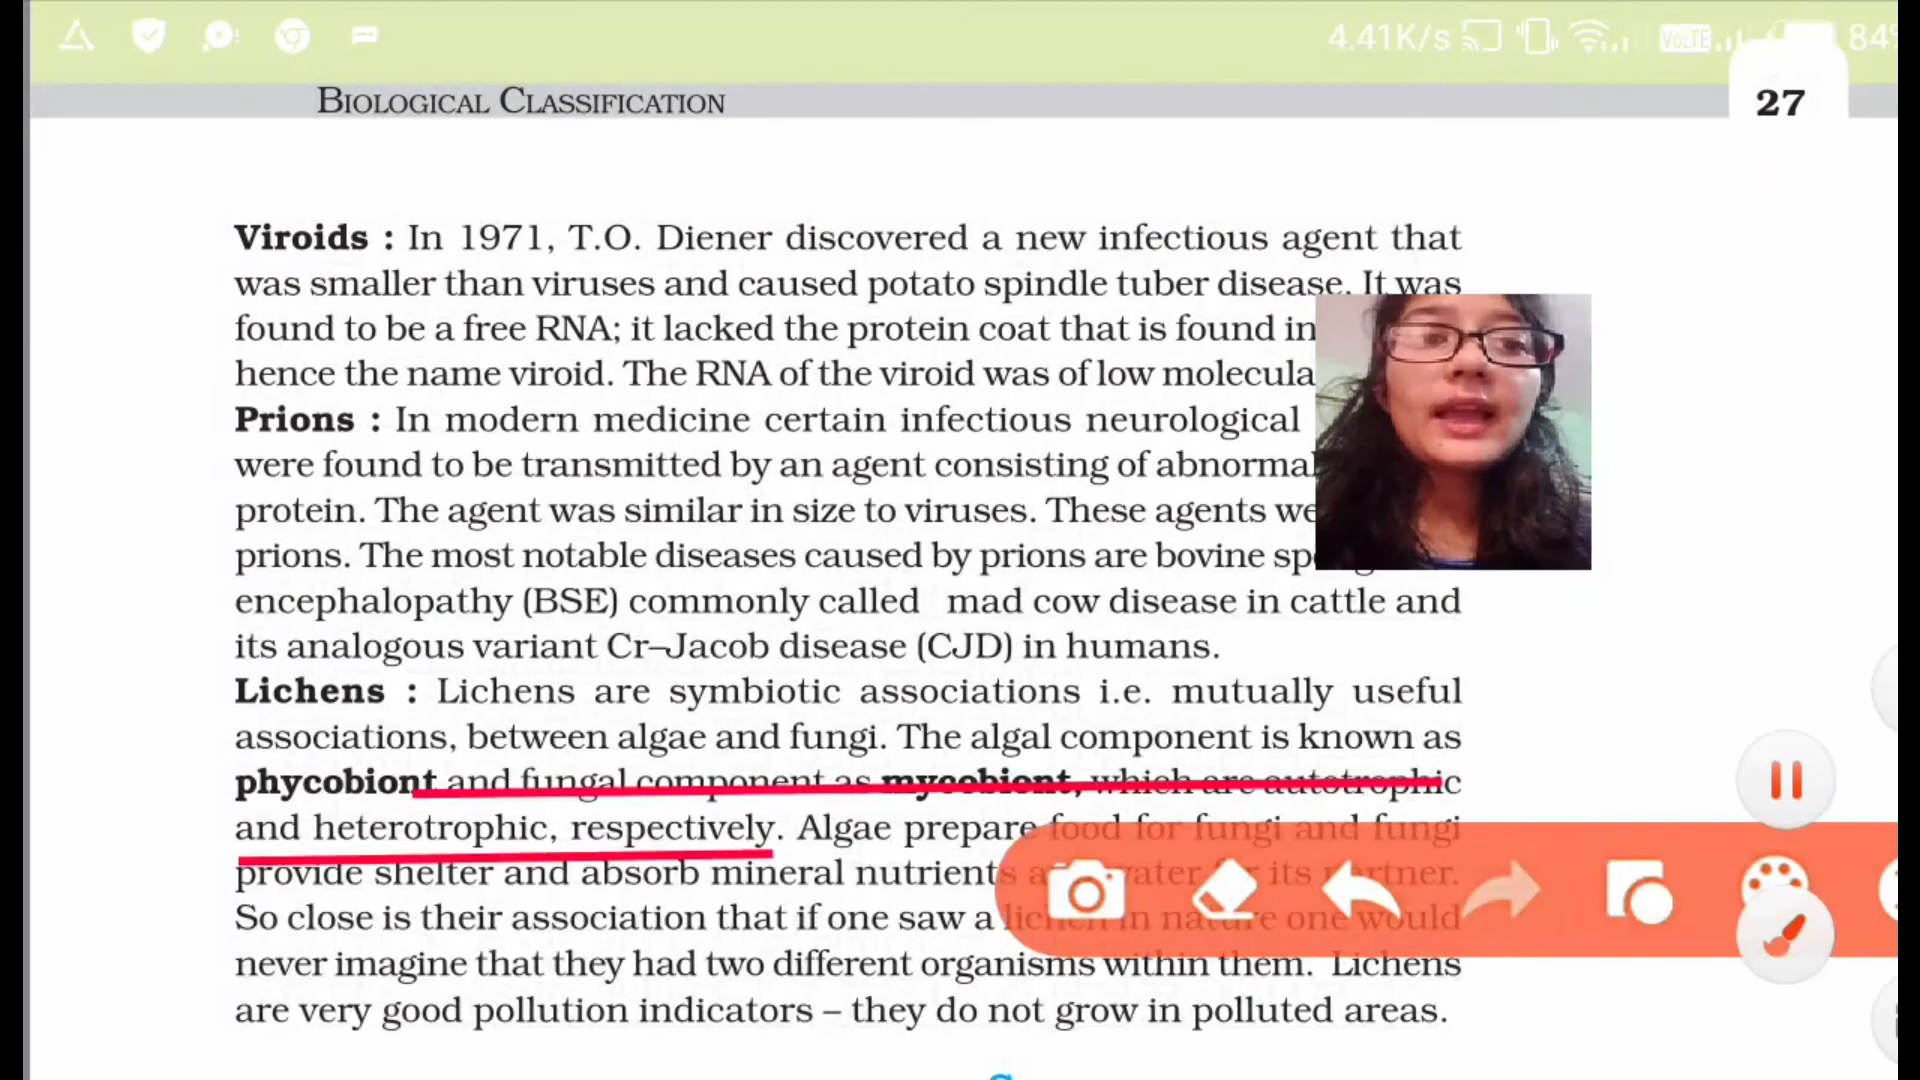 4.41K/s VoLTE 84%
BIOLOGICAL CLASSIFICATION 27
Viroids : In 1971, T.O. Diener discovered a new infectious agent that
was smaller than viruses and caused potato spindle tuber disease. It was
found to be a free RNA; it lacked the protein coat that is found in
hence the name viroid. The RNA of the viroid was of low
Prions : In modern medicine certain infectious neurological
were found to be transmitted by an agent consisting of
protein. The agent was similar in size to viruses. These agents
prions. The most notable diseases caused by prions are bovine
encephalopathy (BSE) commonly called mad cow disease in cattle and
its analogous variant Cr–Jacob disease (CJD) in humans.
Lichens : Lichens are symbiotic associations i.e. mutually useful
associations, between algae and fungi. The algal component is known as
phycobiont and fungal component as mycobiont, which are autotrophic
and heterotrophic, respectively. Algae prepare food for fungi and fungi
provide shelter and absorb mineral nutrients its
So close is their association that if one saw a lichen in nature one would
never imagine that they had two different organisms within them. Lichens
are very good pollution indicators – they do not grow in polluted areas.